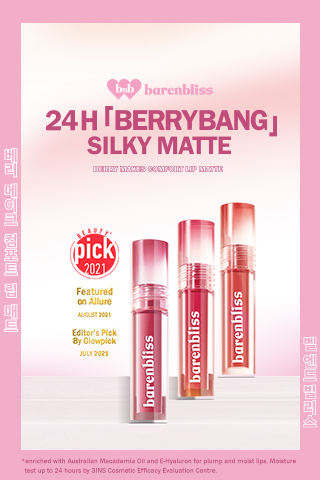 bnb barenbliss
24H「BERRYBANG」
SILKY MATTE
BERRY MAKES COMFORT LIP MATTE
BEAUTY
pick
2021
Featured
on Allure
AUGUST 2021
Editor's Pick
By Glowpick
JULY 2021
barenbliss
barenbliss
barenbliss
*enriched with Australian Macadamia Oil and E-Hyaluron for plump and moist lips. Moisture
test up to 24 hours by 3INS Cosmetic Efficacy Evaluation Centre.